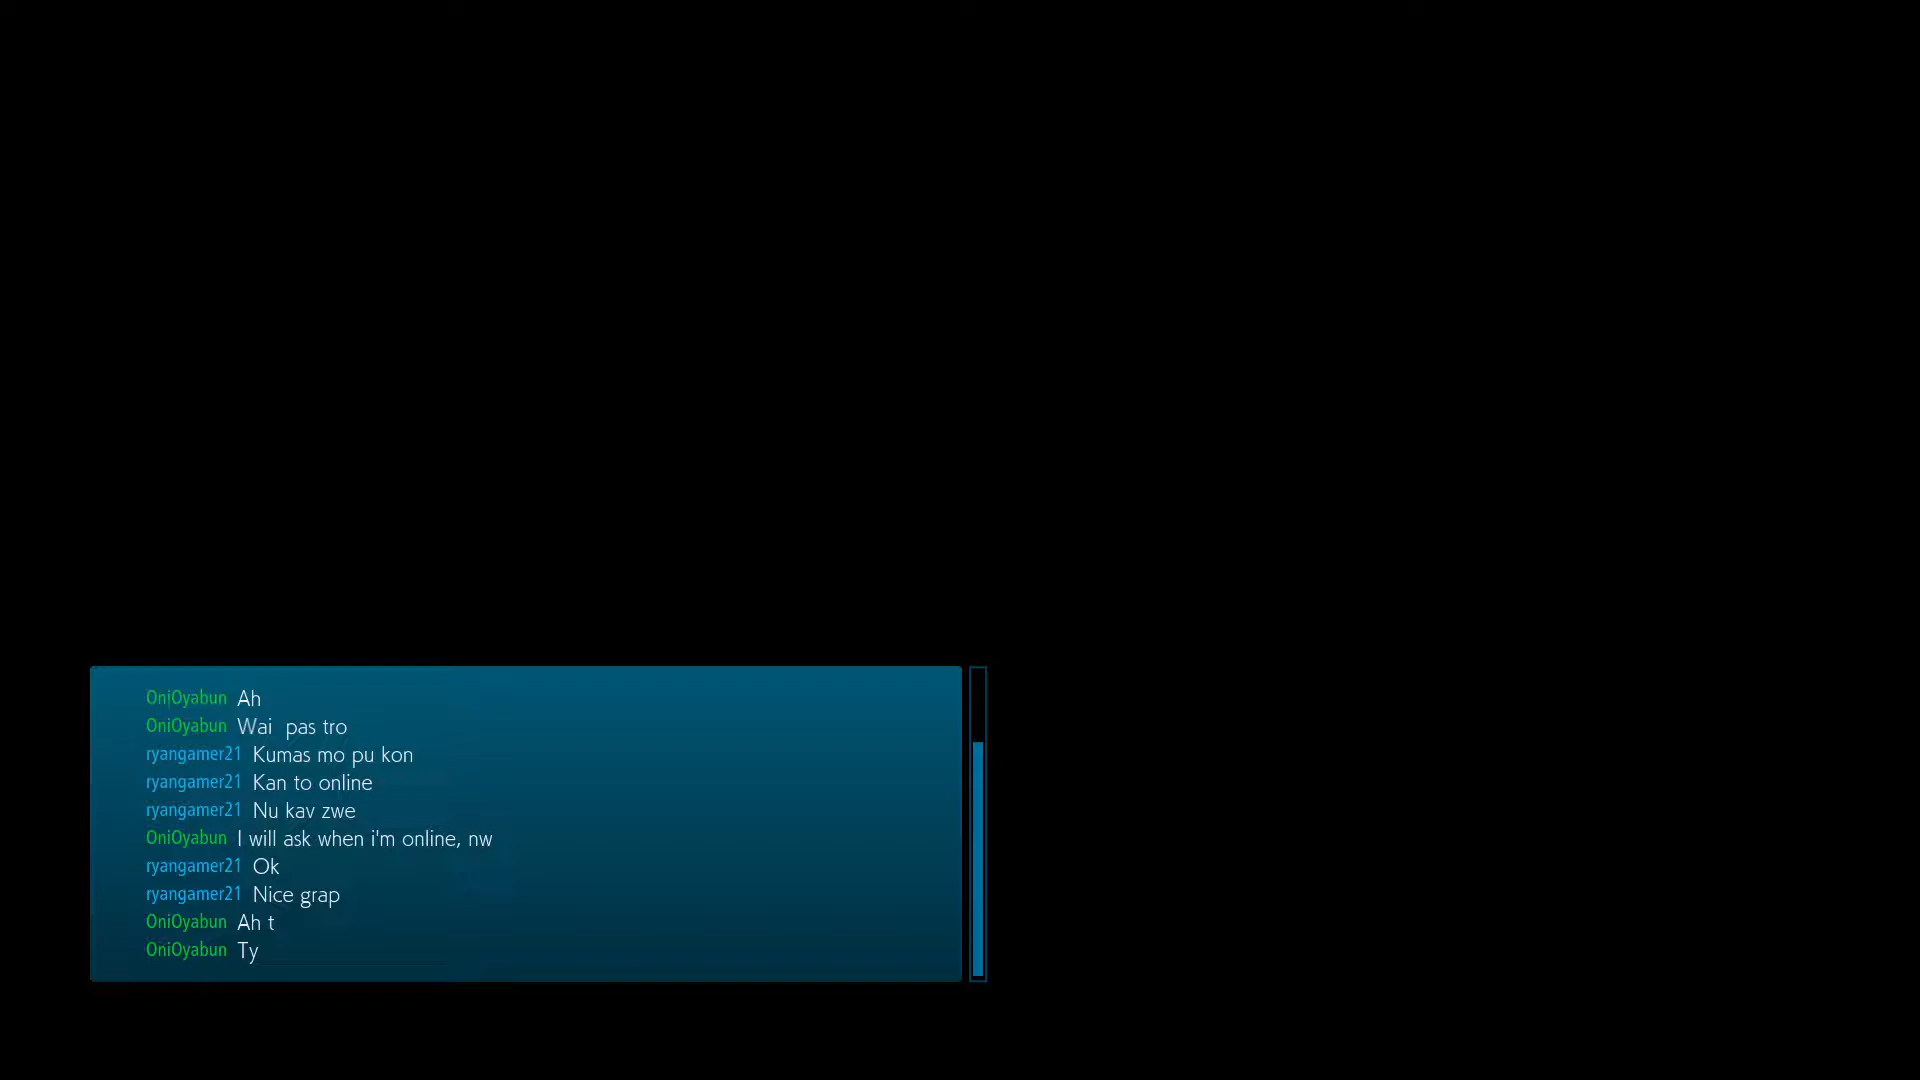 OniOyabun Ah
OniOyabun Wai pas tro
ryangamer21 Kumas mo pu kon
ryangamer21 Kan to online
ryangamer21 Nu kav zwe
OniOyabun I will ask when i'm online, nw
ryangamer21 Ok
ryangamer21 Nice grap
OniOyabun Ah t
OniOyabun Ty